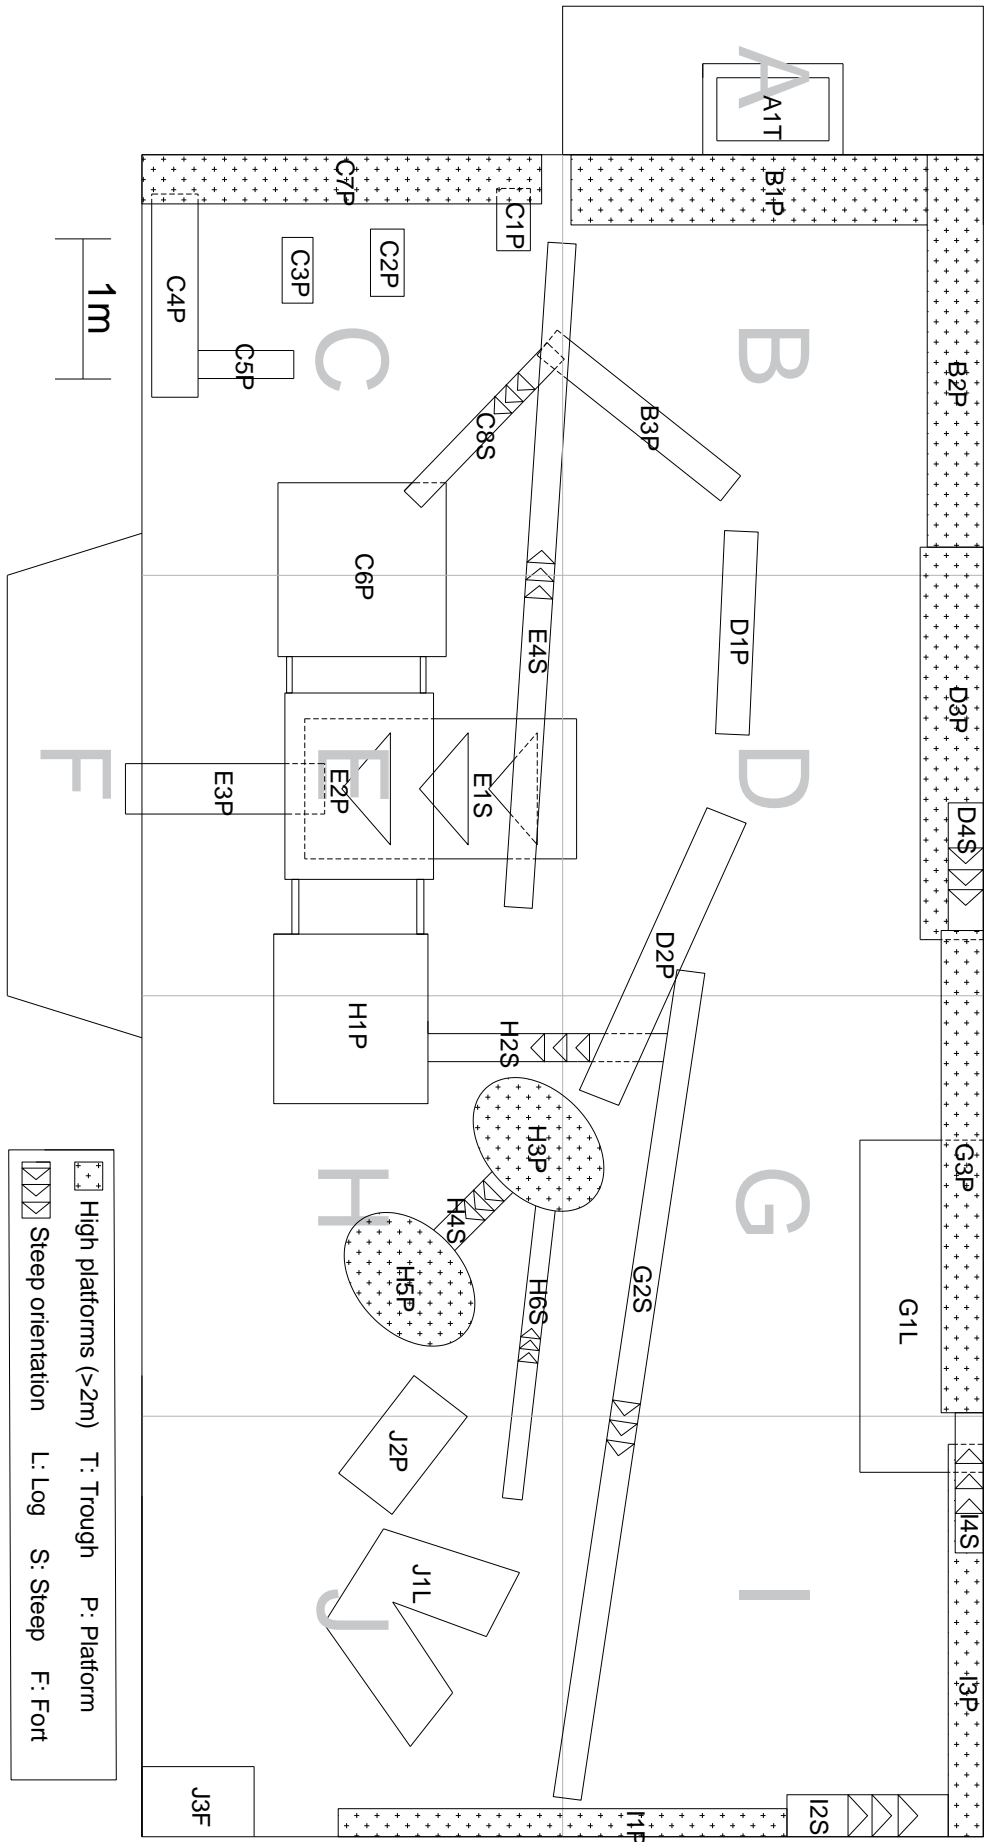 B2P D3P D4S G3P I4S I3P
G1L
I2S
A A1T B1P B D1P D G I
B3P D2P G2S I1P
C1P E4S H2S H3P H6S
C8S E1S H4S
C2P H5P J2P J1L
C7P C C6P E E2P H1P H J
C3P
C5P E3P J3F
C4P
1m F
High platforms (>2m) T: Trough P: Platform
Steep orientation L: Log S: Steep F: Fort